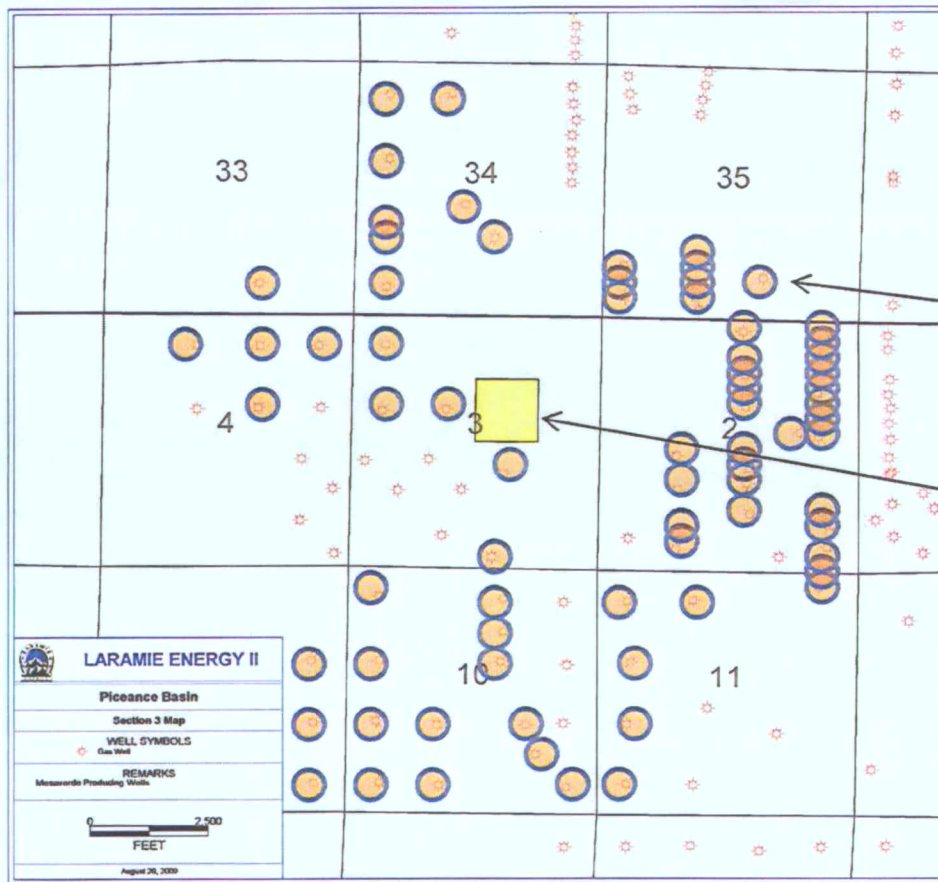 33
34
35
4
3
2
10
11
LARAMIE ENERGY II
Piceance Basin
Section 3 Map
WELL SYMBOLS
Gas Well
REMARKS
Mesaverde Producing Wells
0 2,500
FEET
August 28, 2009